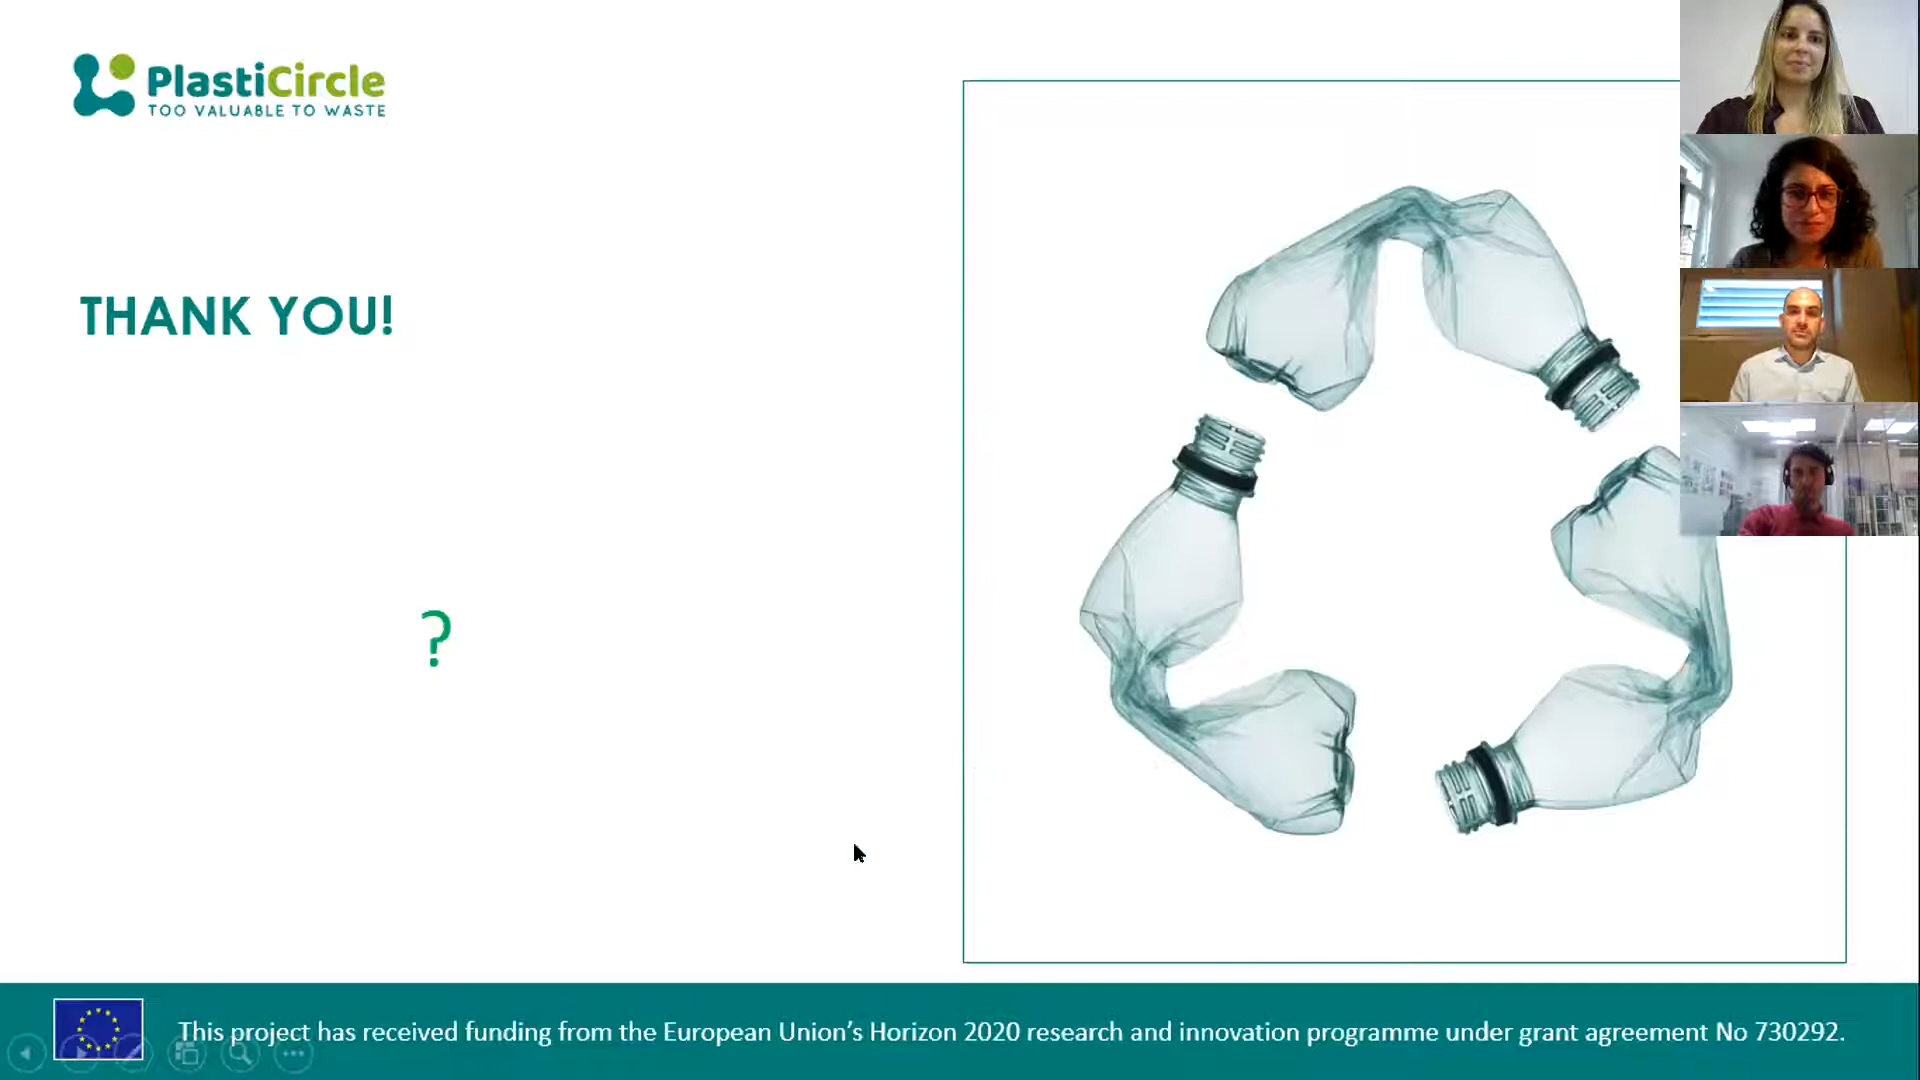 PlastiCircle
TOO VALUABLE TO WASTE
THANK YOU!
?
This project has received funding from the European Union’s Horizon 2020 research and innovation programme under grant agreement No 730292.